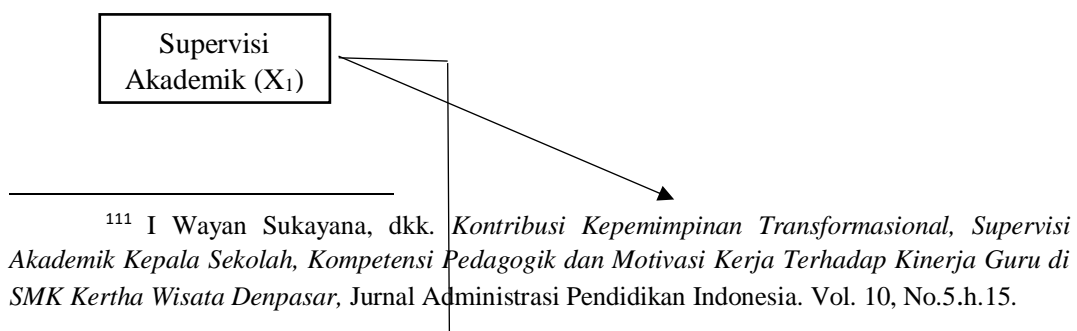 Supervisi
Akademik (X₁)
¹¹¹ I Wayan Sukayana, dkk. Kontribusi Kepemimpinan Transformasional, Supervisi
Akademik Kepala Sekolah, Kompetensi Pedagogik dan Motivasi Kerja Terhadap Kinerja Guru di
SMK Kertha Wisata Denpasar, Jurnal Administrasi Pendidikan Indonesia. Vol. 10, No.5.h.15.